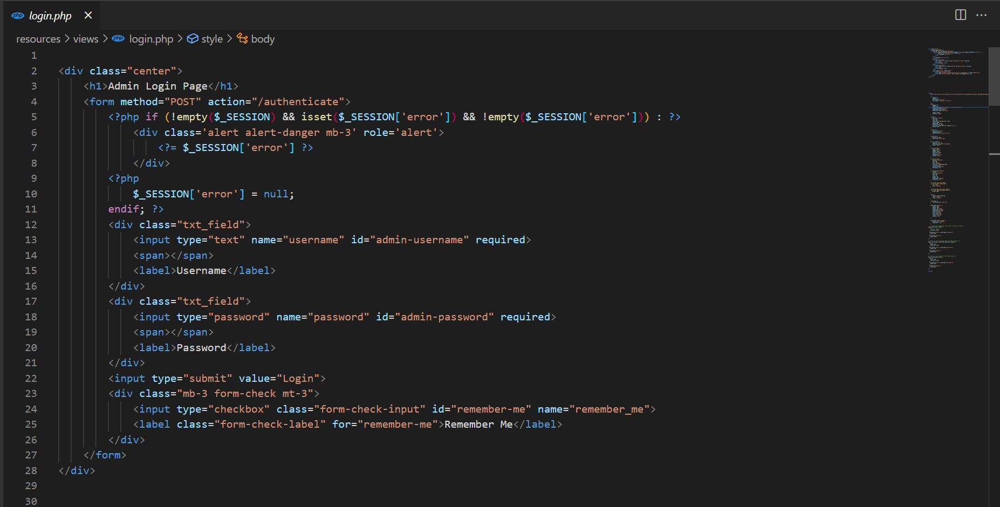 php login.php
resources > views > php login.php > style > body
1
2 <div class="center">
3     <h1>Admin Login Page</h1>
4     <form method="POST" action="/authenticate">
5         <?php if (!empty($_SESSION) && isset($_SESSION['error']) && !empty($_SESSION['error'])) : ?>
6             <div class='alert alert-danger mb-3' role='alert'>
7                 <?= $_SESSION['error'] ?>
8             </div>
9         <?php
10             $_SESSION['error'] = null;
11         endif; ?>
12         <div class="txt_field">
13             <input type="text" name="username" id="admin-username" required>
14             <span></span>
15             <label>Username</label>
16         </div>
17         <div class="txt_field">
18             <input type="password" name="password" id="admin-password" required>
19             <span></span>
20             <label>Password</label>
21         </div>
22         <input type="submit" value="Login">
23         <div class="mb-3 form-check mt-3">
24             <input type="checkbox" class="form-check-input" id="remember-me" name="remember_me">
25             <label class="form-check-label" for="remember-me">Remember Me</label>
26         </div>
27     </form>
28 </div>
29
30